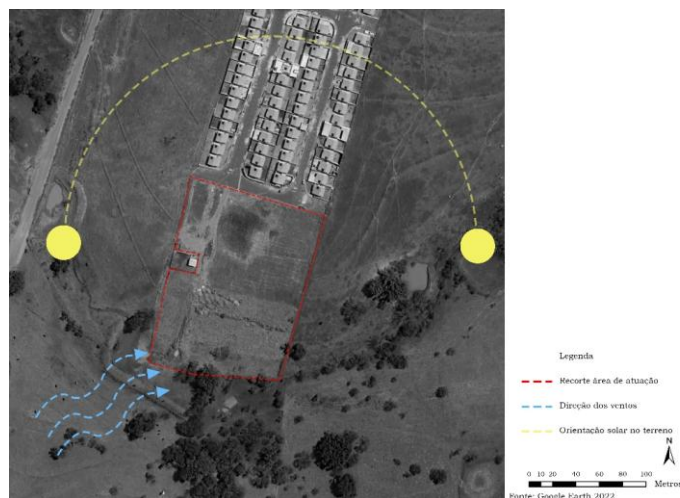 Legenda
Recorte área de atuação
Direção dos ventos
Orientação solar no terreno
N
0 10 20 40 60 80 100
Metros
Fonte: Google Earth 2022